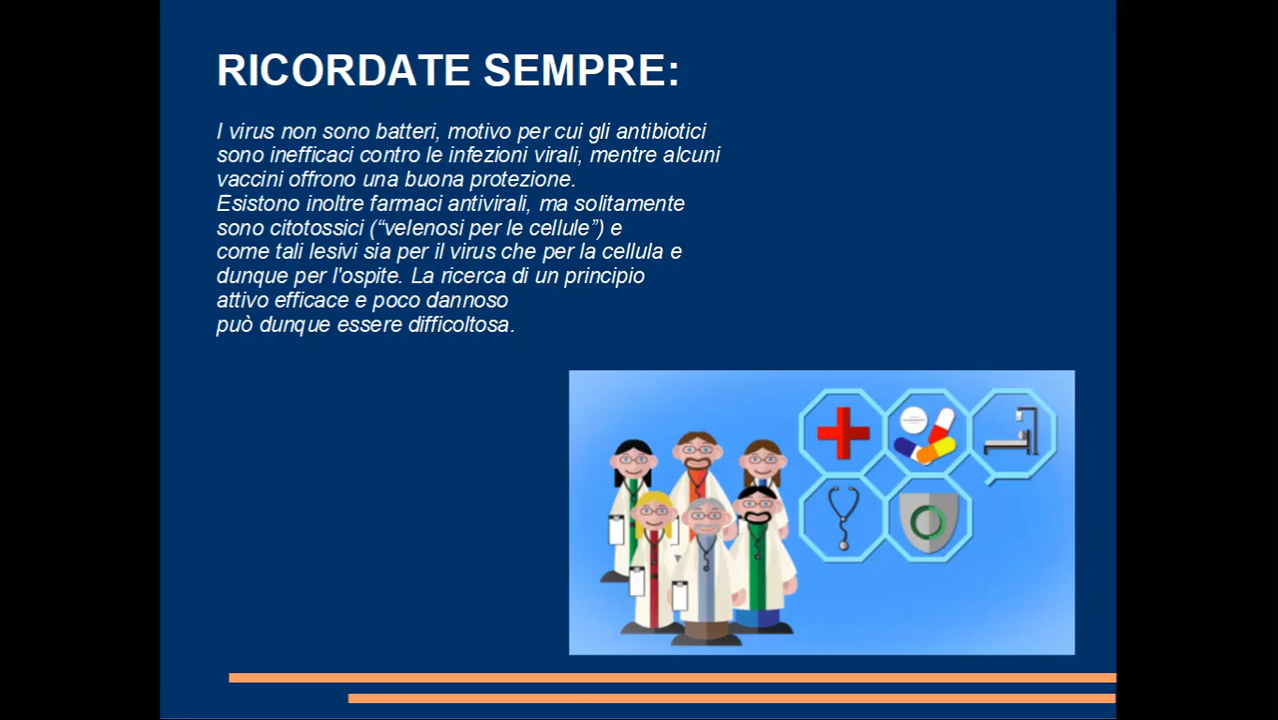 RICORDATE SEMPRE:
I virus non sono batteri, motivo per cui gli antibiotici
sono inefficaci contro le infezioni virali, mentre alcuni
vaccini offrono una buona protezione.
Esistono inoltre farmaci antivirali, ma solitamente
sono citotossici (“velenosi per le cellule”) e
come tali lesivi sia per il virus che per la cellula e
dunque per l'ospite. La ricerca di un principio
attivo efficace e poco dannoso
può dunque essere difficoltosa.